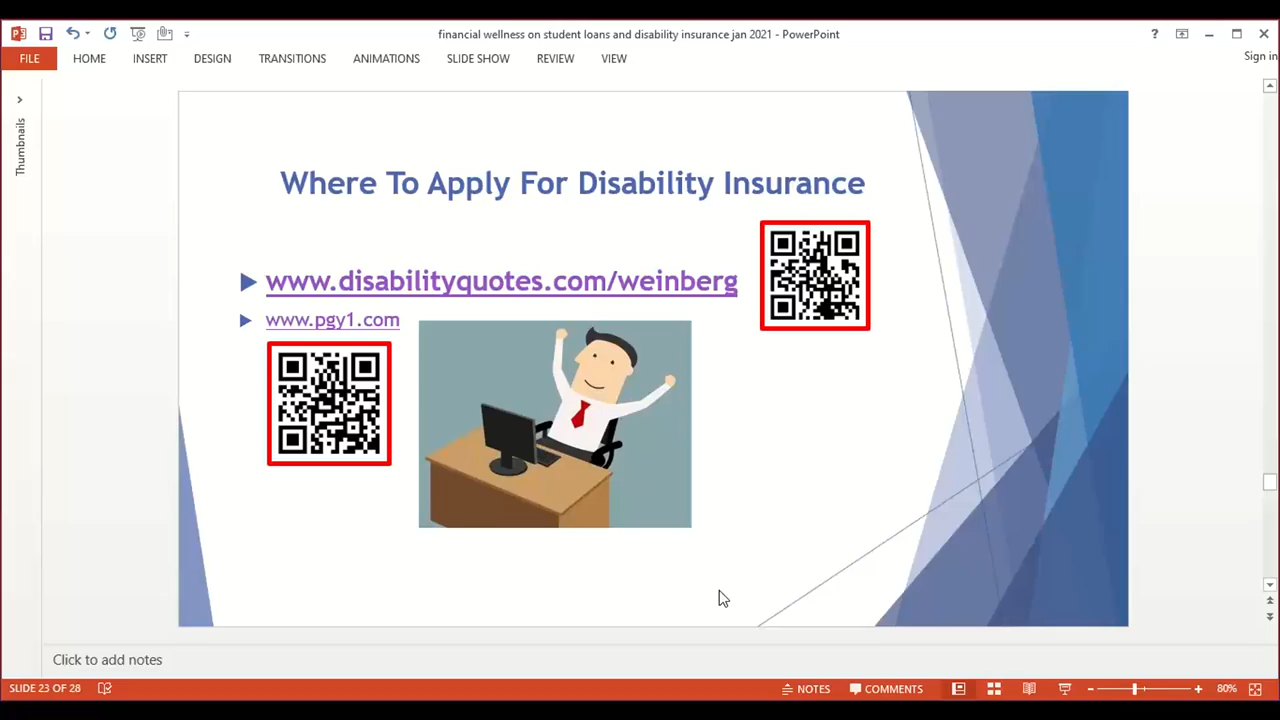 financial wellness on student loans and disability insurance jan 2021 - PowerPoint
?
FILE HOME INSERT DESIGN TRANSITIONS ANIMATIONS SLIDE SHOW REVIEW VIEW
Sign in
Thumbnails
Where To Apply For Disability Insurance
www.disabilityquotes.com/weinberg
www.pgy1.com
Click to add notes
SLIDE 23 OF 28 NOTES COMMENTS 80%